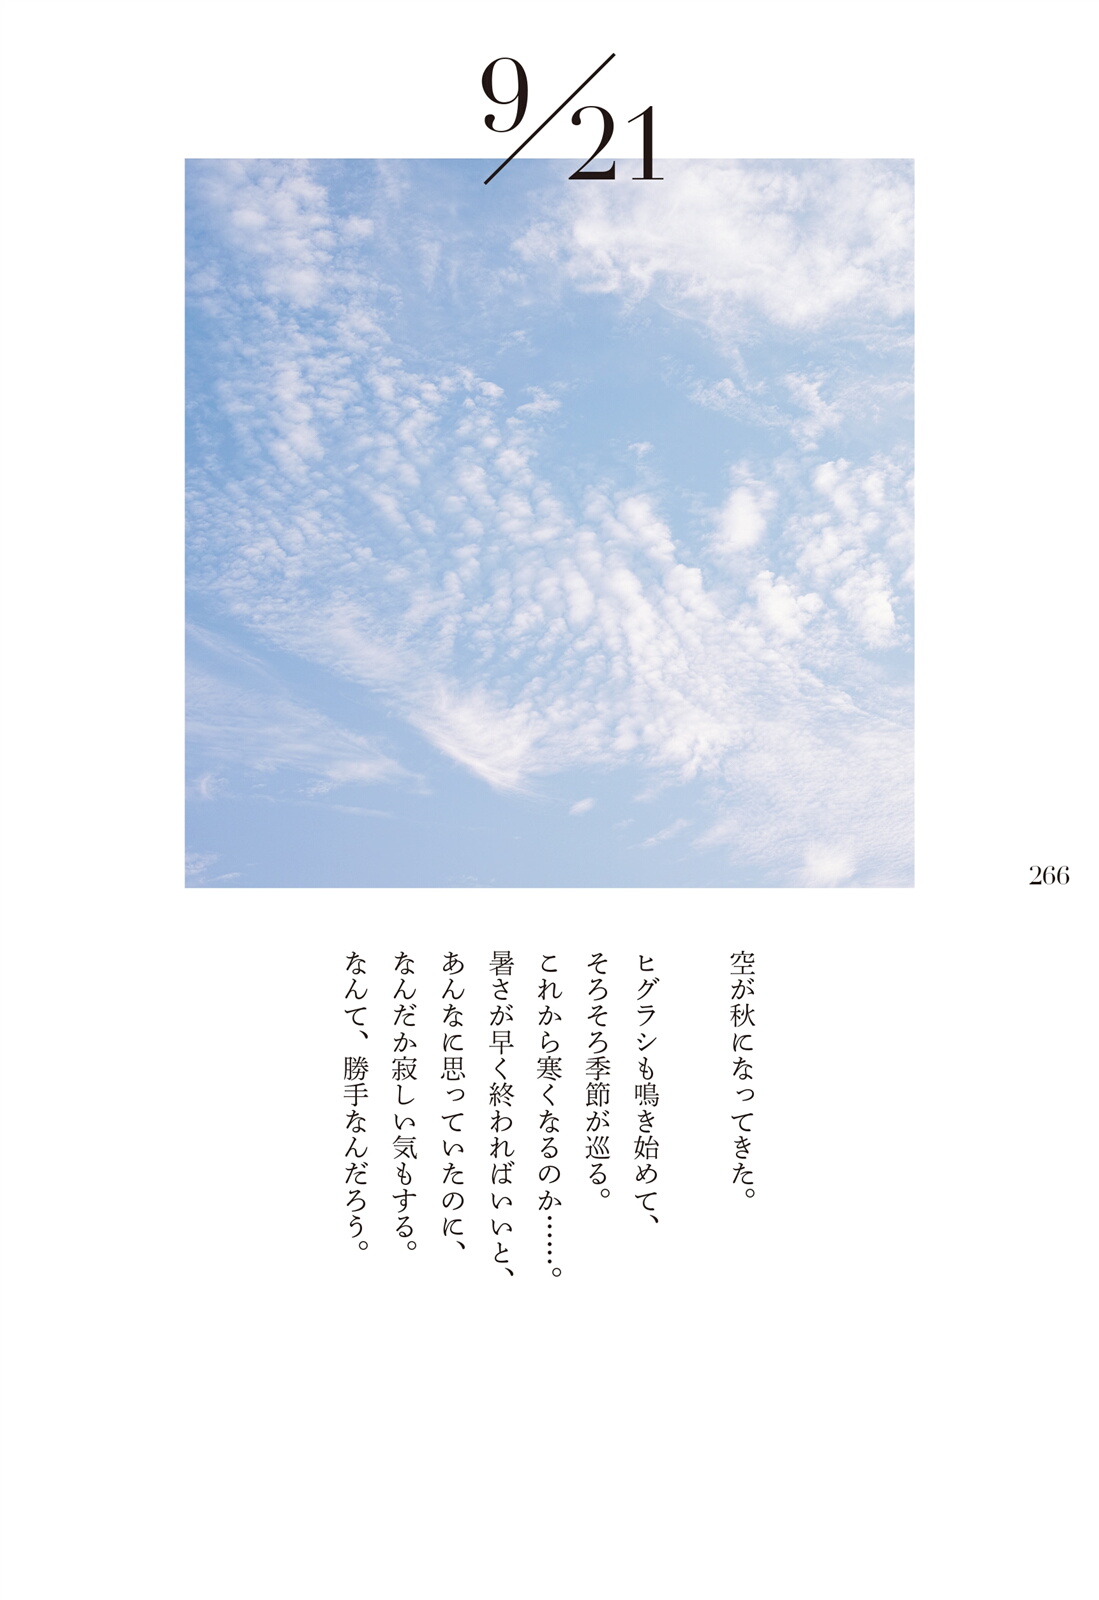 9/21
空が秋になってきた。
ヒグラシも鳴き始めて、
そろそろ季節が巡る。
これから寒くなるのか……。
暑さが早く終わればいいと、
あんなに思っていたのに、
なんだか寂しい気もする。
なんて、勝手なんだろう。
266